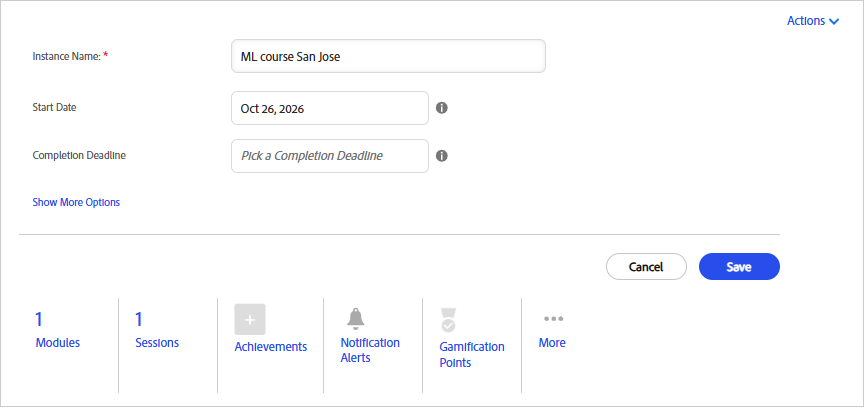 Actions
Instance Name: *
ML course San Jose
Start Date
Oct 26, 2026
Completion Deadline
Pick a Completion Deadline
Show More Options
Cancel
Save
1
Modules
1
Sessions
Achievements
Notification
Alerts
Gamification
Points
More